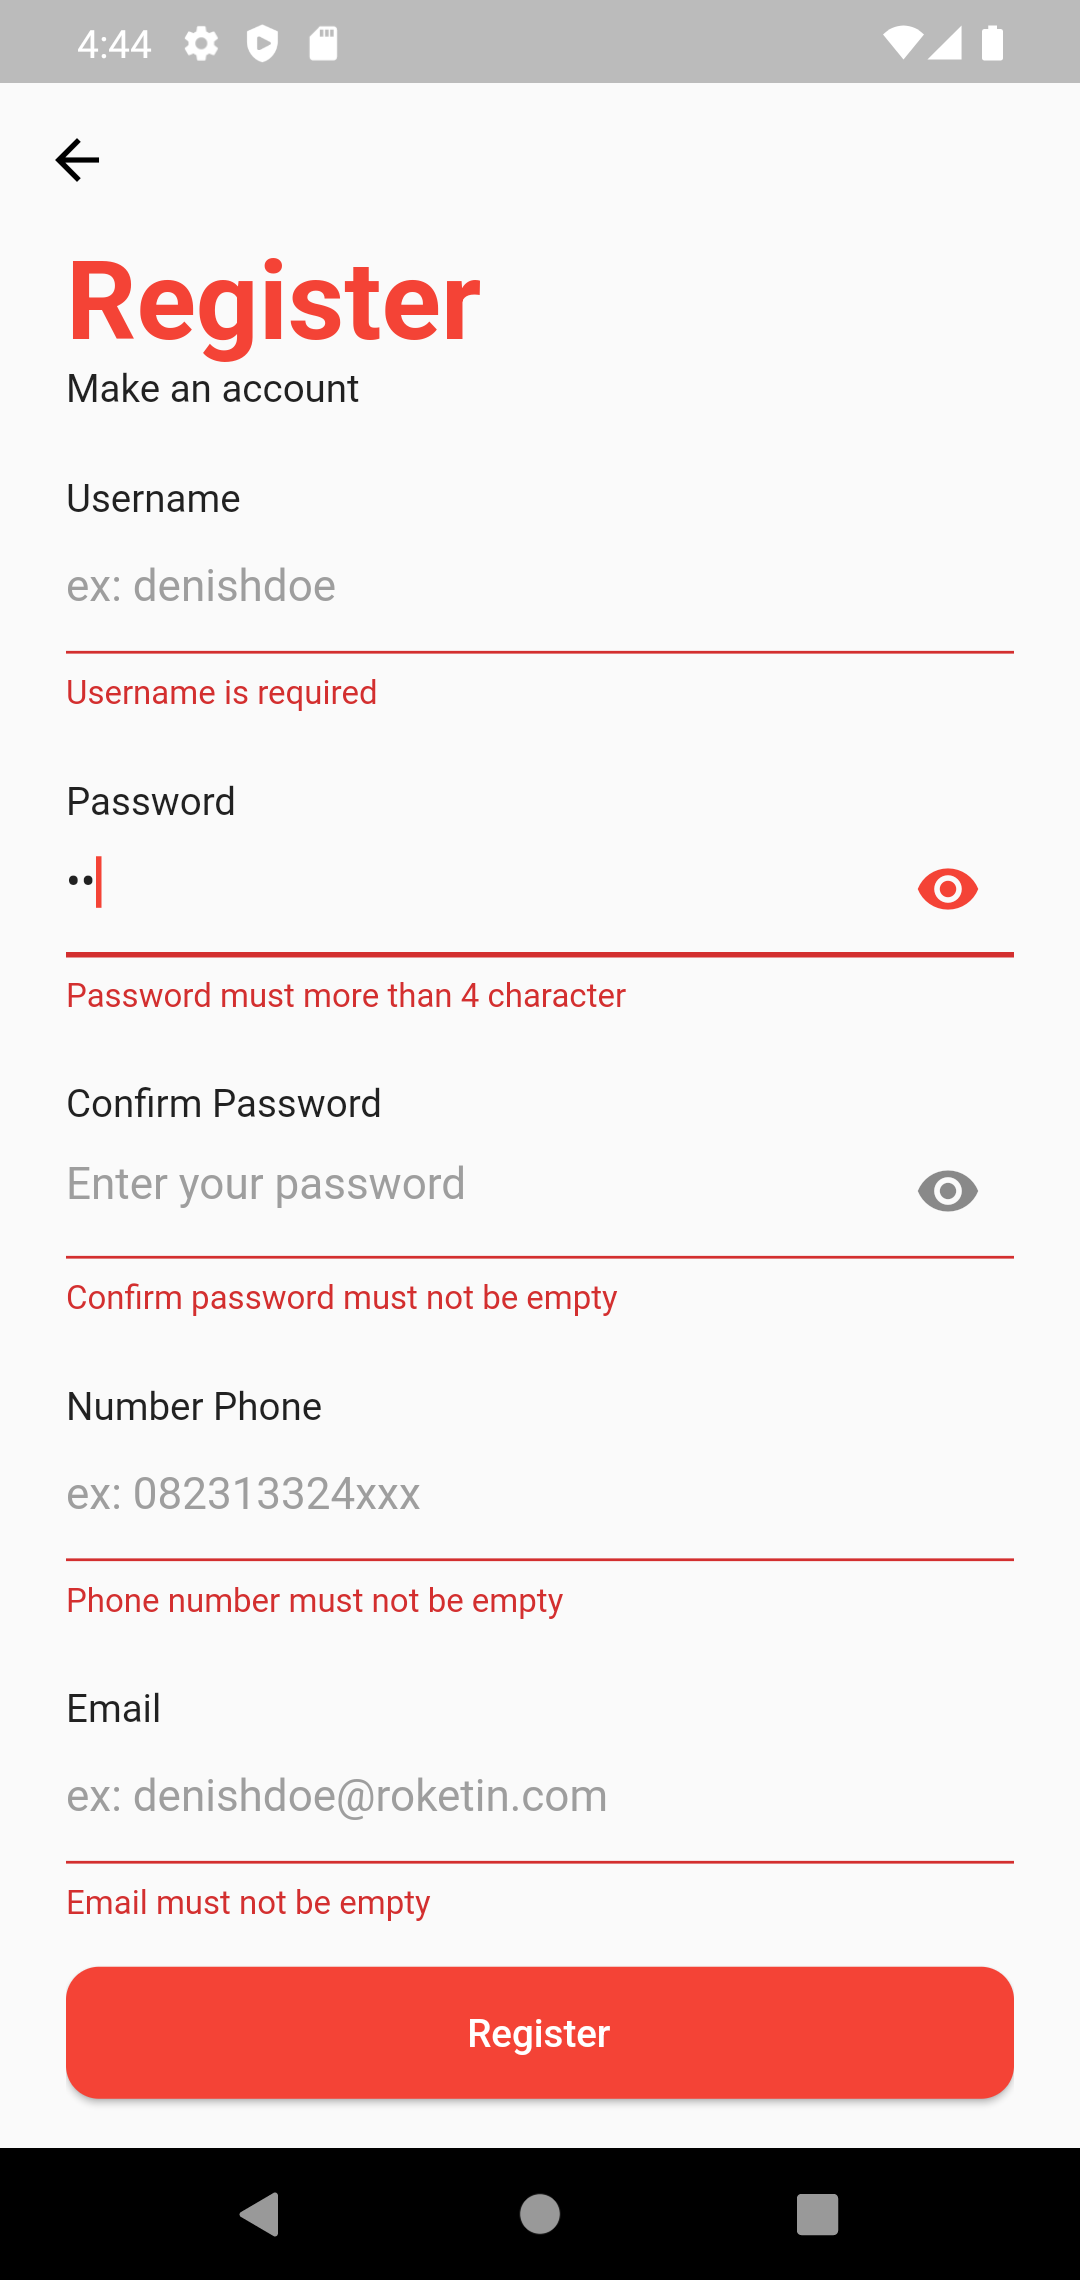 4:44
Register
Make an account
Username
ex: denishdoe
Username is required
Password
••
Password must more than 4 character
Confirm Password
Enter your password
Confirm password must not be empty
Number Phone
ex: 082313324xxx
Phone number must not be empty
Email
ex: denishdoe@roketin.com
Email must not be empty
Register